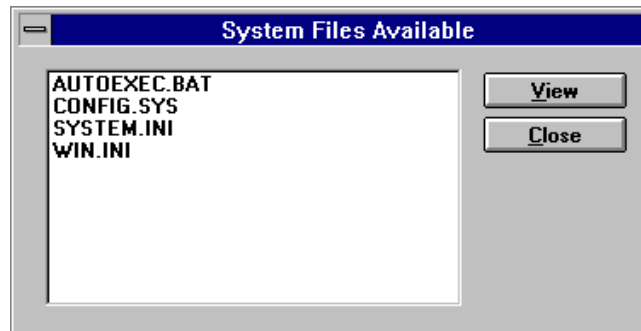 System Files Available
AUTOEXEC.BAT
CONFIG.SYS
SYSTEM.INI
WIN.INI
View
Close